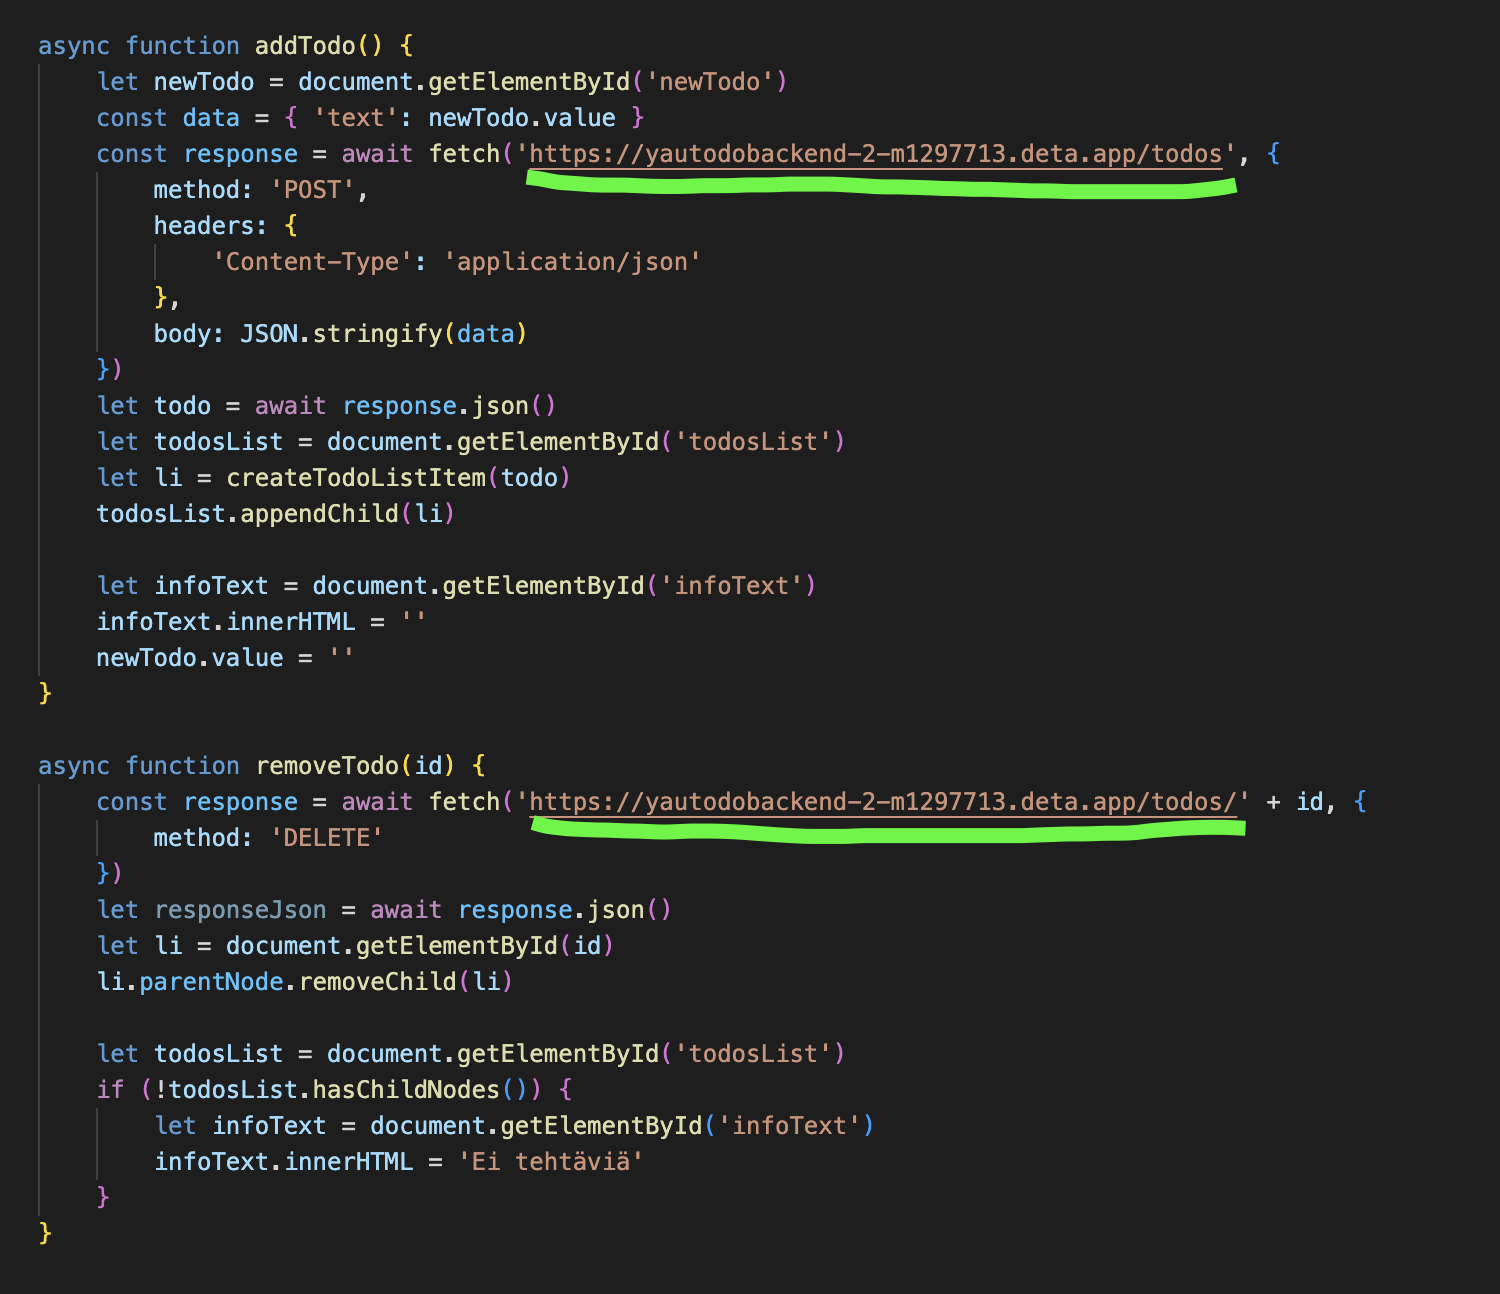 async function addTodo() {
    let newTodo = document.getElementById('newTodo')
    const data = { 'text': newTodo.value }
    const response = await fetch('https://yautodobackend-2-m1297713.deta.app/todos', {
        method: 'POST',
        headers: {
            'Content-Type': 'application/json'
        },
        body: JSON.stringify(data)
    })
    let todo = await response.json()
    let todosList = document.getElementById('todosList')
    let li = createTodoListItem(todo)
    todosList.appendChild(li)

    let infoText = document.getElementById('infoText')
    infoText.innerHTML = ''
    newTodo.value = ''
}

async function removeTodo(id) {
    const response = await fetch('https://yautodobackend-2-m1297713.deta.app/todos/' + id, {
        method: 'DELETE'
    })
    let responseJson = await response.json()
    let li = document.getElementById(id)
    li.parentNode.removeChild(li)

    let todosList = document.getElementById('todosList')
    if (!todosList.hasChildNodes()) {
        let infoText = document.getElementById('infoText')
        infoText.innerHTML = 'Ei tehtäviä'
    }
}